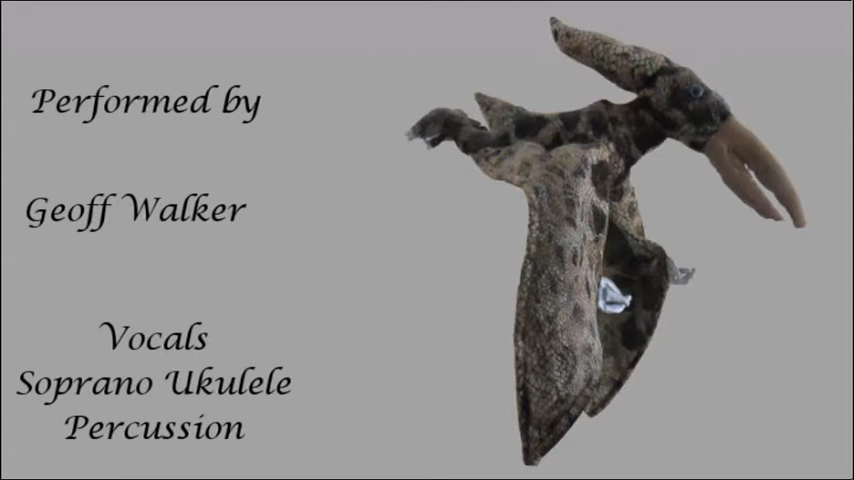 Performed by
Geoff Walker
Vocals
Soprano Ukulele
Percussion